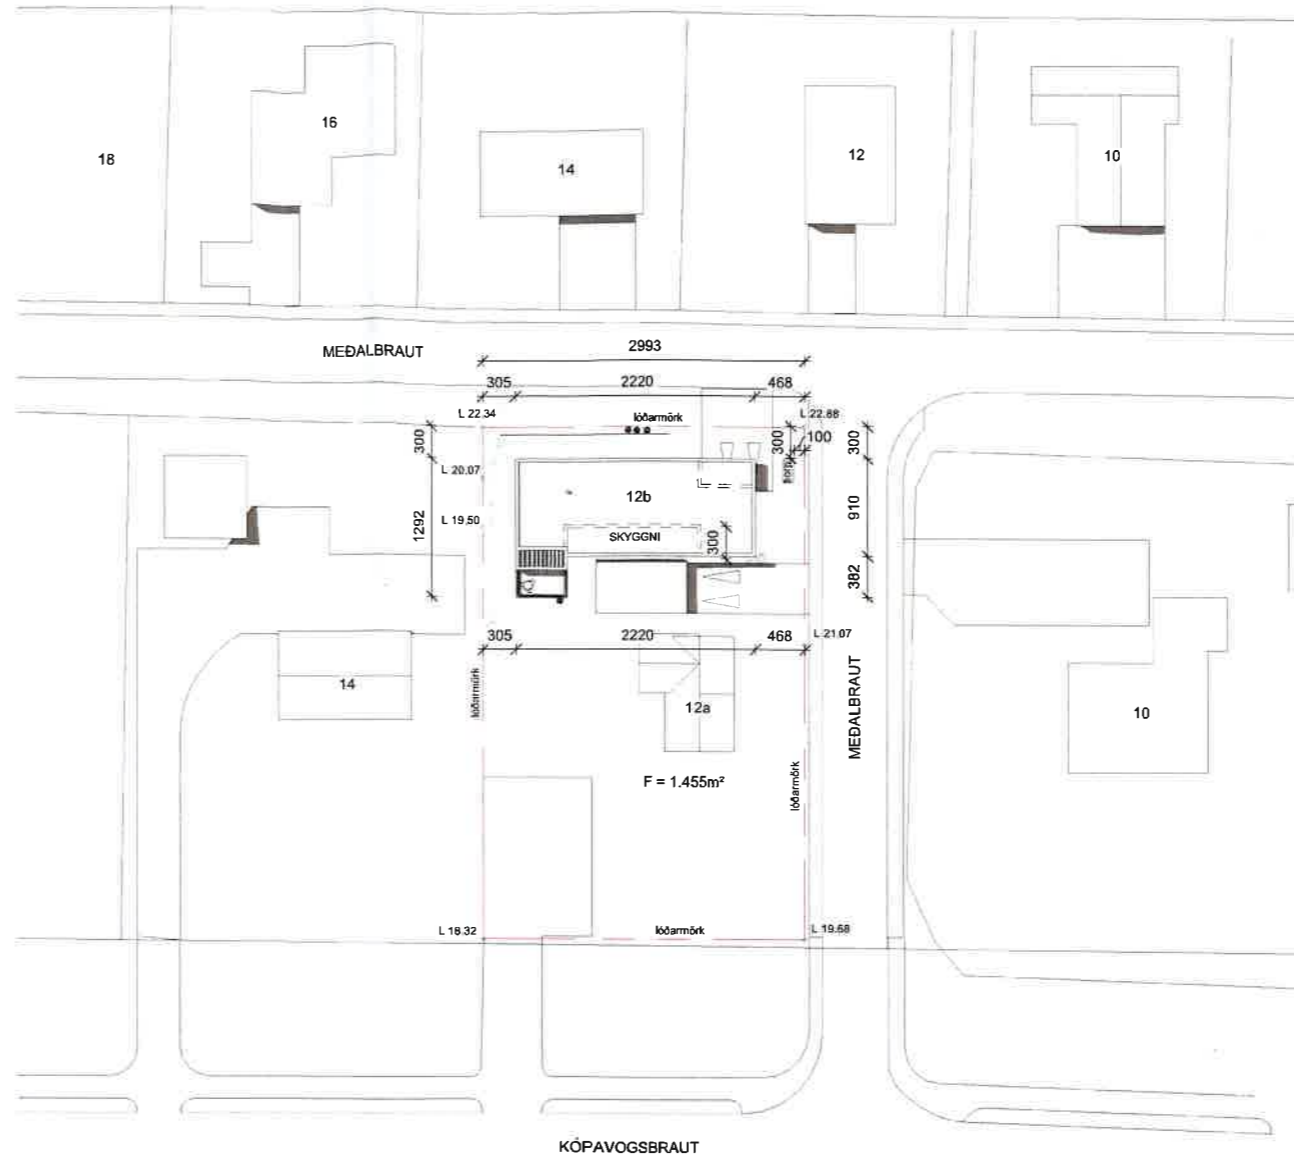 16
18
14
12
10
MEÐALBRAUT
2993
305
2220
468
L 22.34
lóðarmörk
L 22.88
300
300
100
300
L 20.07
12b
sorp
L 19.50
1292
SKYGGNI
300
910
382
305
2220
468
L 21.07
14
lóðarmörk
12a
MEÐALBRAUT
10
F = 1.455m²
lóðarmörk
L 18.32
lóðarmörk
L 19.68
KÓPAVOGSBRAUT